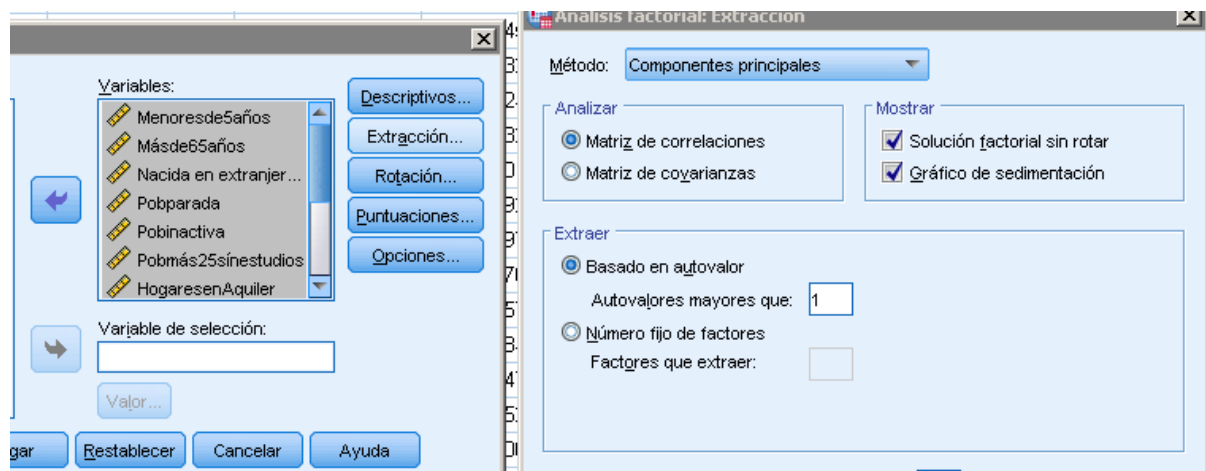 Variables:
Menoresde5años
Másde65años
Nacida en extranjer...
Pobparada
Pobinactiva
Pobmás25sínestudios
HogaresenAquiler
Descriptivos...
Extracción...
Rotación...
Puntuaciones...
Opciones...
Variable de selección:
Valor...
gar
Restablecer
Cancelar
Ayuda
Análisis factorial: Extracción
Método:
Componentes principales
Analizar
Matriz de correlaciones
Matriz de covarianzas
Mostrar
Solución factorial sin rotar
Gráfico de sedimentación
Extraer
Basado en autovalor
Autovalores mayores que:
1
Número fijo de factores
Factores que extraer: